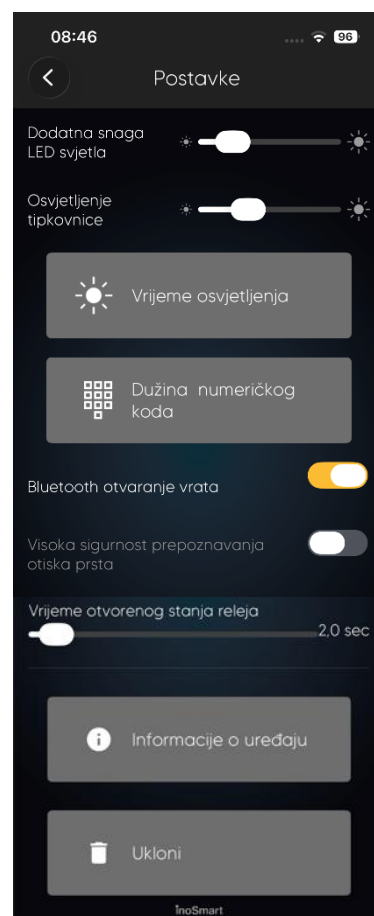 08:46
96
Postavke
Dodatna snaga
LED svjetla
Osvjetljenje
tipkovnice
Vrijeme osvjetljenja
Dužina numeričkog
koda
Bluetooth otvaranje vrata
Visoka sigurnost prepoznavanja
otiska prsta
Vrijeme otvorenog stanja releja
2,0 sec
Informacije o uređaju
Ukloni
inoSmart